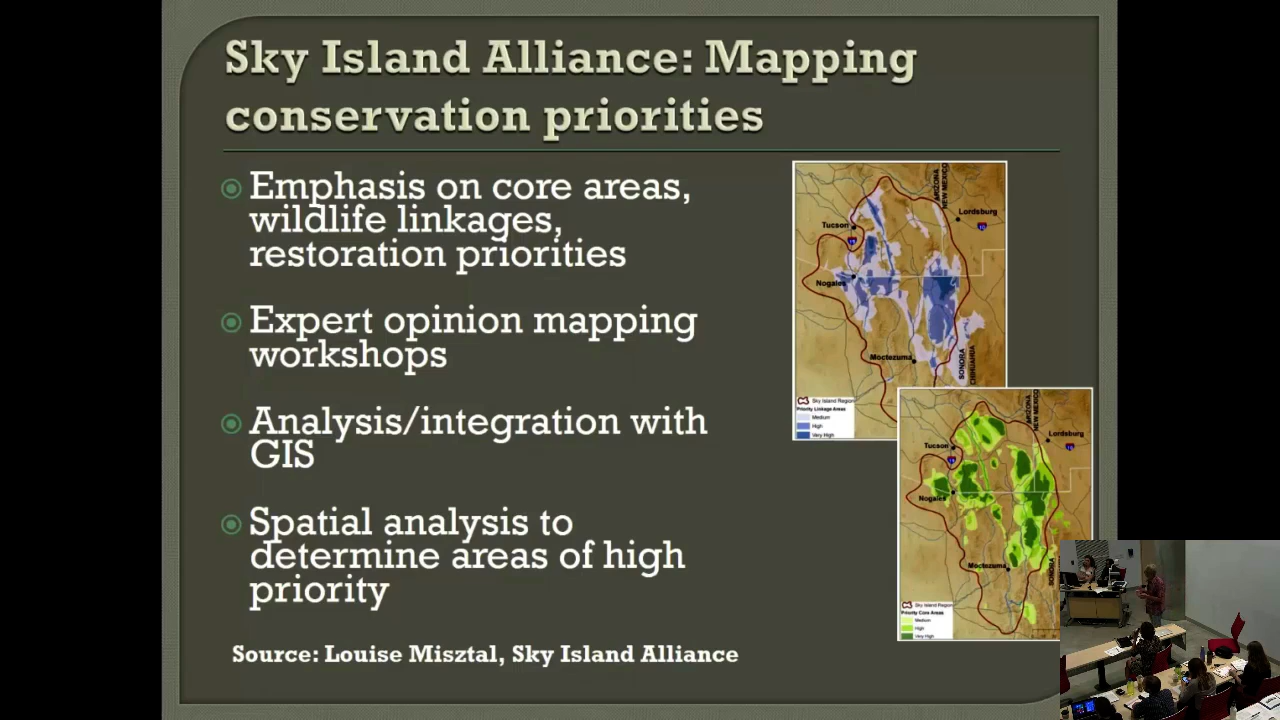 Sky Island Alliance: Mapping
conservation priorities
Emphasis on core areas,
wildlife linkages,
restoration priorities
Expert opinion mapping
workshops
Analysis/integration with
GIS
Spatial analysis to
determine areas of high
priority
Source: Louise Misztal, Sky Island Alliance
ARIZONA
NEW MEXICO
Lordsburg
Tucson
Nogales
Moctezuma
SONORA
CHIHUAHUA
Sky Island Region
Priority Linkage Areas
Medium
High
Very High
ARIZONA
NEW MEXICO
Lordsburg
Tucson
Nogales
Moctezuma
SONORA
Sky Island Region
Priority Core Areas
Medium
High
Very High